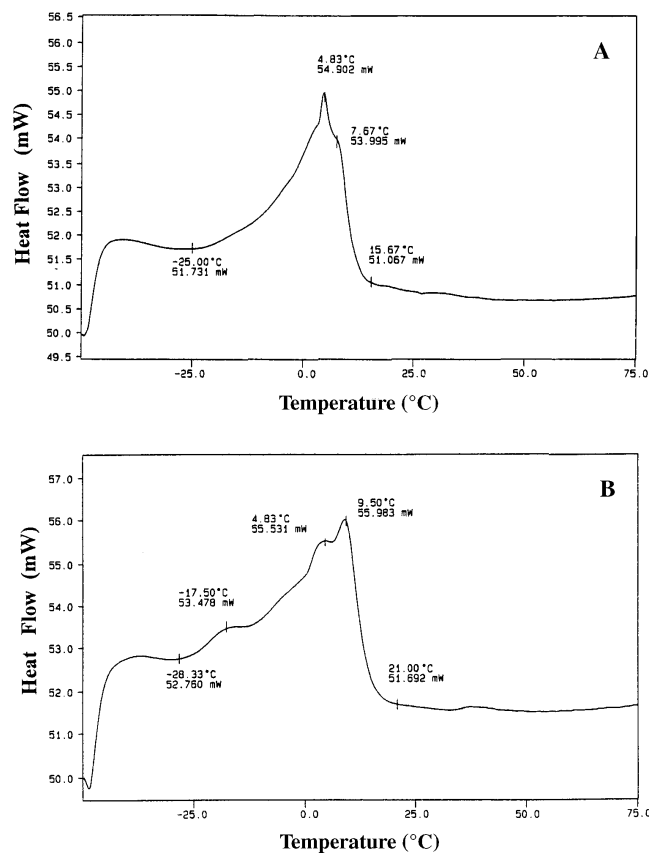 56.5
56.0
55.5
55.0
54.5
54.0
53.5
53.0
52.5
52.0
51.5
51.0
50.5
50.0
49.5
Heat Flow (mW)
A
4.83°C
54.902 mW
7.67°C
53.995 mW
-25.00°C
51.731 mW
15.67°C
51.067 mW
-25.0 0.0 25.0 50.0 75.0
Temperature (°C)
57.0
56.0
55.0
54.0
53.0
52.0
51.0
50.0
Heat Flow (mW)
B
9.50°C
55.983 mW
4.83°C
55.531 mW
-17.50°C
53.478 mW
-28.33°C
52.760 mW
21.00°C
51.692 mW
-25.0 0.0 25.0 50.0 75.0
Temperature (°C)